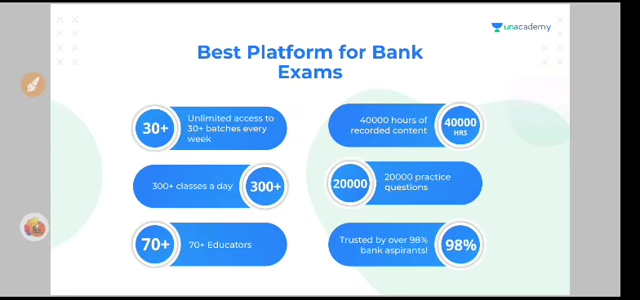 unacademy
Best Platform for Bank
Exams
30+
Unlimited access to
30+ batches every
week
40000 hours of
recorded content
40000
HRS
300+ classes a day
300+
20000
20000 practice
questions
70+
70+ Educators
Trusted by over 98%
bank aspirants!
98%